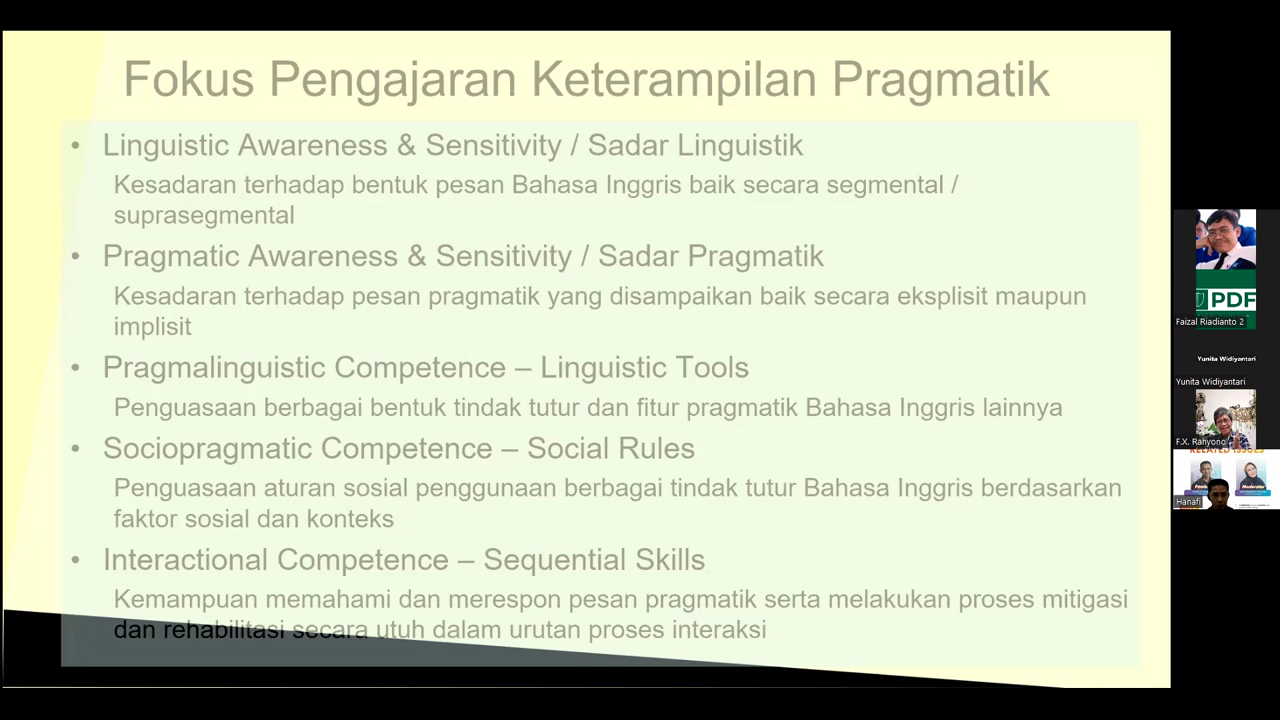 Fokus Pengajaran Keterampilan Pragmatik
• Linguistic Awareness & Sensitivity / Sadar Linguistik
Kesadaran terhadap bentuk pesan Bahasa Inggris baik secara segmental /
suprasegmental
• Pragmatic Awareness & Sensitivity / Sadar Pragmatik
Kesadaran terhadap pesan pragmatik yang disampaikan baik secara eksplisit maupun
implisit
• Pragmalinguistic Competence – Linguistic Tools
Penguasaan berbagai bentuk tindak tutur dan fitur pragmatik Bahasa Inggris lainnya
• Sociopragmatic Competence – Social Rules
Penguasaan aturan sosial penggunaan berbagai tindak tutur Bahasa Inggris berdasarkan
faktor sosial dan konteks
• Interactional Competence – Sequential Skills
Kemampuan memahami dan merespon pesan pragmatik serta melakukan proses mitigasi
dan rehabilitasi secara utuh dalam urutan proses interaksi
PDF
Faizal Riadianto 2
Yunita Widiyantari
Yunita Widiyantari
F.X. Rahyono
RELATED ISSUES
Moderator
Hanafi